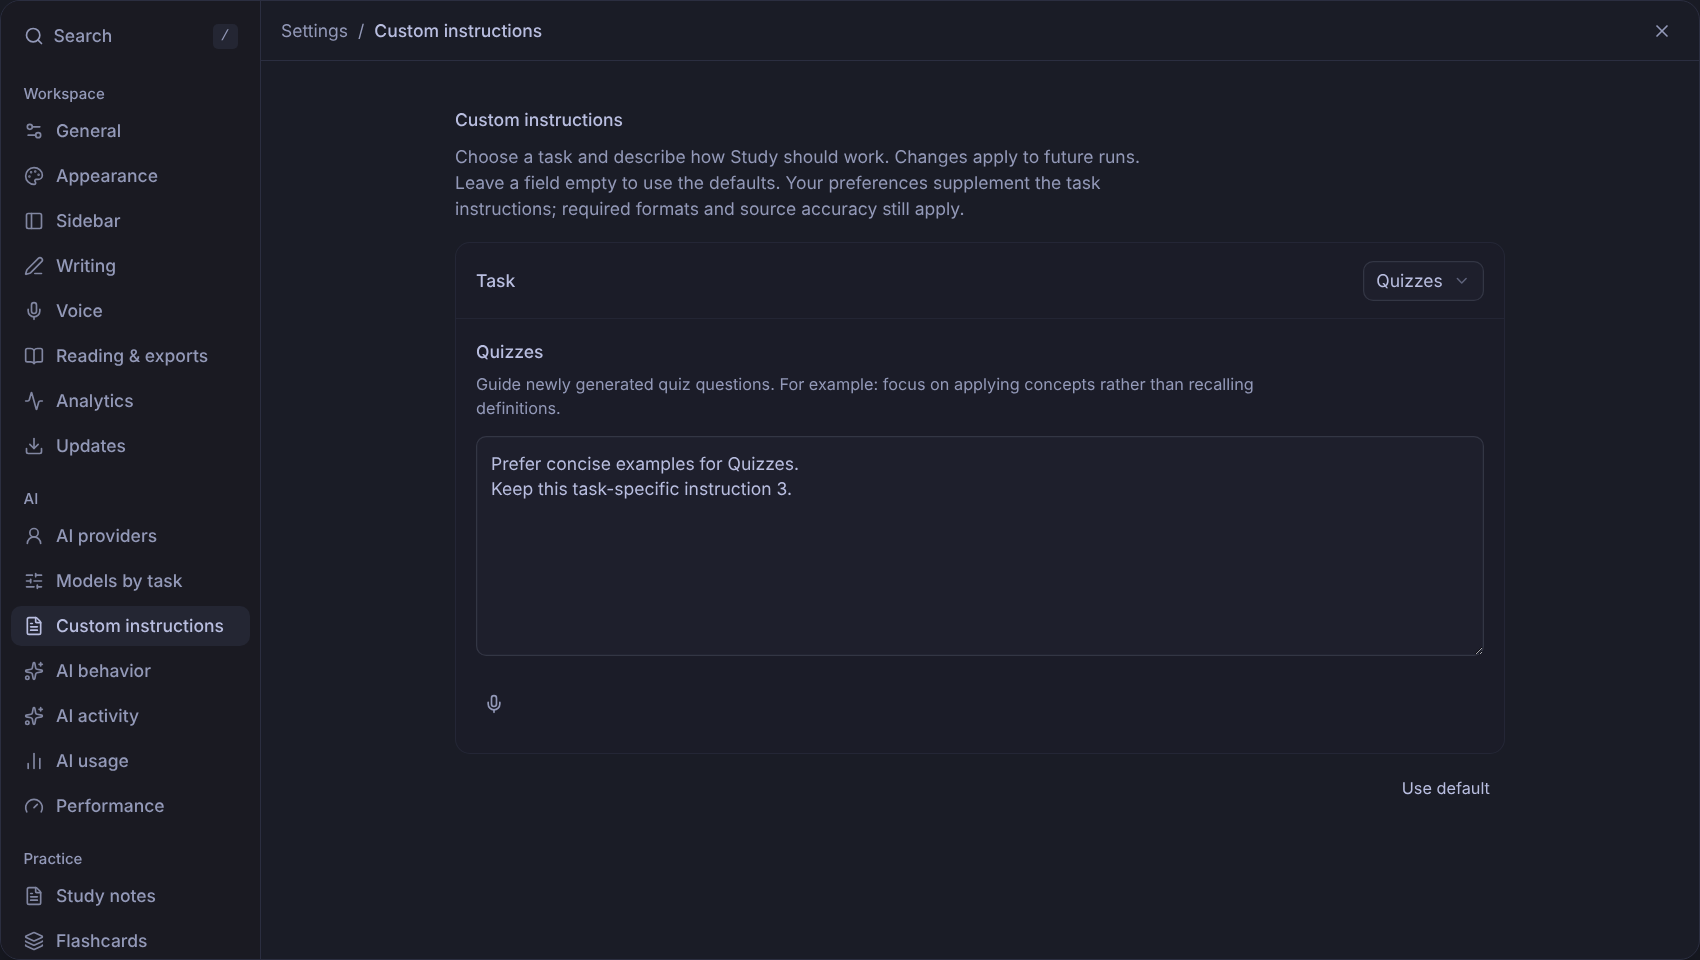 Search /
Workspace
General
Appearance
Sidebar
Writing
Voice
Reading & exports
Analytics
Updates
AI
AI providers
Models by task
Custom instructions
AI behavior
AI activity
AI usage
Performance
Practice
Study notes
Flashcards
Settings / Custom instructions
Custom instructions
Choose a task and describe how Study should work. Changes apply to future runs.
Leave a field empty to use the defaults. Your preferences supplement the task
instructions; required formats and source accuracy still apply.
Task
Quizzes
Quizzes
Guide newly generated quiz questions. For example: focus on applying concepts rather than recalling
definitions.
Prefer concise examples for Quizzes.
Keep this task-specific instruction 3.
Use default